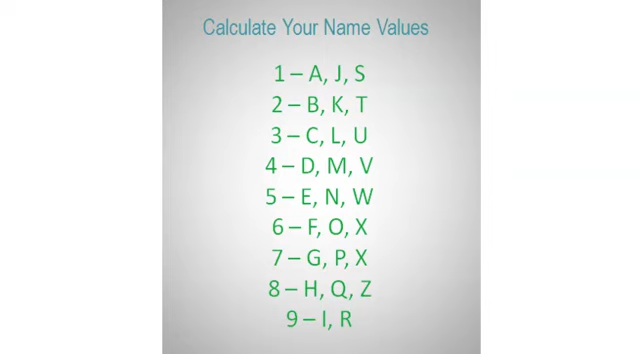 Calculate Your Name Values
1 – A, J, S
2 – B, K, T
3 – C, L, U
4 – D, M, V
5 – E, N, W
6 – F, O, X
7 – G, P, X
8 – H, Q, Z
9 – I, R